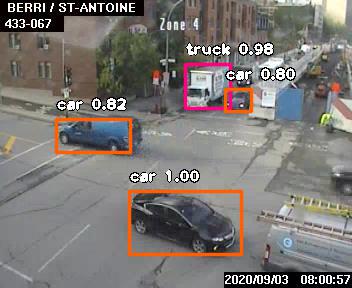 BERRI / ST-ANTOINE
433-067
Zone 4
truck 0.98
car 0.80
car 0.82
car 1.00
2020/09/03 08:00:57